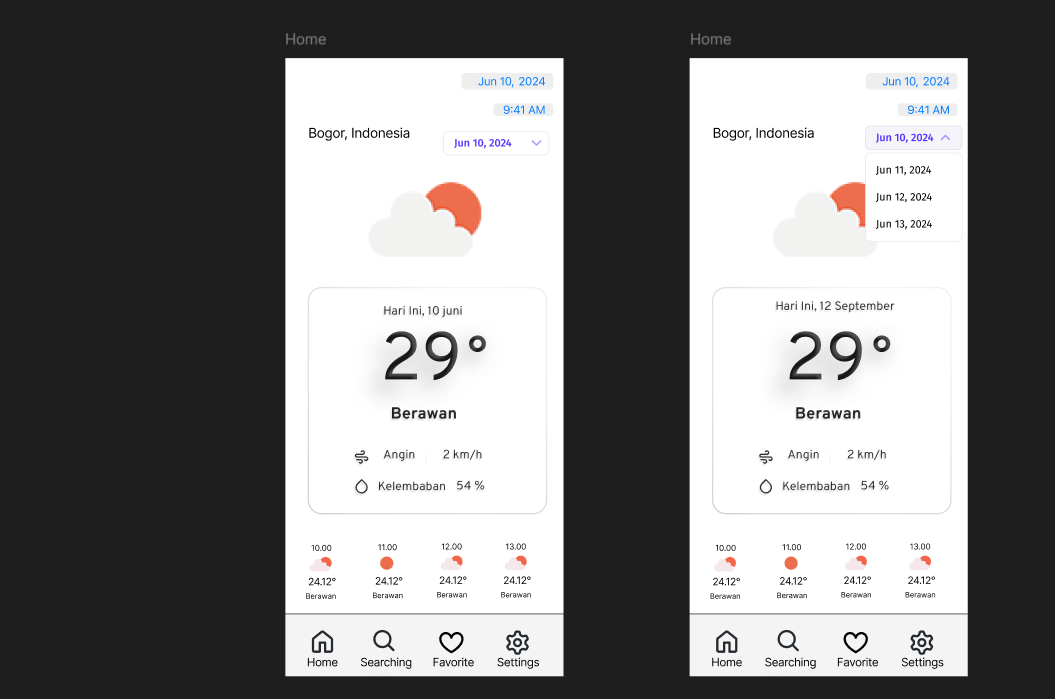 Home
Jun 10, 2024
9:41 AM
Bogor, Indonesia
Jun 10, 2024
Hari Ini, 10 juni
29°
Berawan
Angin 2 km/h
Kelembaban 54 %
10.00 11.00 12.00 13.00
24.12° 24.12° 24.12° 24.12°
Berawan Berawan Berawan Berawan
Home Searching Favorite Settings
Home
Jun 10, 2024
9:41 AM
Bogor, Indonesia
Jun 10, 2024
Jun 11, 2024
Jun 12, 2024
Jun 13, 2024
Hari Ini, 12 September
29°
Berawan
Angin 2 km/h
Kelembaban 54 %
10.00 11.00 12.00 13.00
24.12° 24.12° 24.12° 24.12°
Berawan Berawan Berawan Berawan
Home Searching Favorite Settings